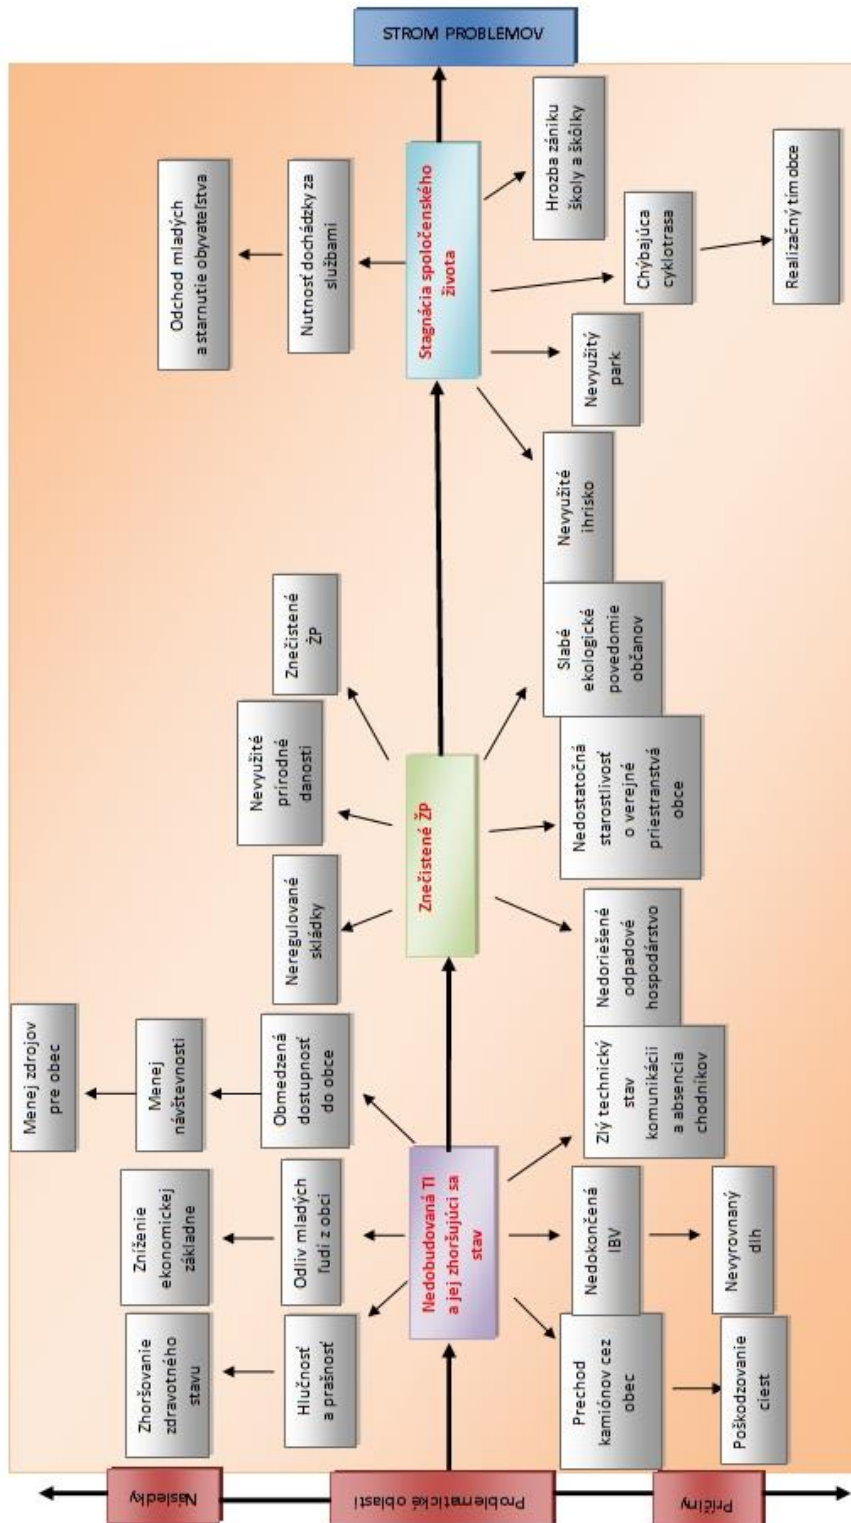 STROM PROBLEMOV
Následky
Problematické oblasti
Príčiny
Menej zdrojov
pre obec
Zhoršovanie
zdravotného
stavu
Zníženie
ekonomickej
základne
Menej
návštevnosti
Odchod mladých
a starnutie obyvateľstva
Hlučnosť
a prašnosť
Odliv mladých
ľudí z obcí
Obmedzená
dostupnosť
do obce
Neregulované
skládky
Nevyužité
prírodné
danosti
Znečistené
ŽP
Nutnosť dochádzky za
službami
Nedobudovaná TI
a jej zhoršujúci sa
stav
Znečistené ŽP
Stagnácia spoločenského
života
Prechod
kamiónov cez
obec
Nedokončená
IBV
Zlý technický
stav
komunikácii
a absencia
chodníkov
Nedoriešené
odpadové
hospodárstvo
Nedostatočná
starostlivosť
o verejné
priestranstvá
obce
Slabé
ekologické
povedomie
občanov
Nevyužité
ihrisko
Nevyužitý
park
Chýbajúca
cyklotrasa
Hrozba zániku
školy a škôlky
Poškodzovanie
ciest
Nevyrovnaný
dlh
Realizačný tím obce